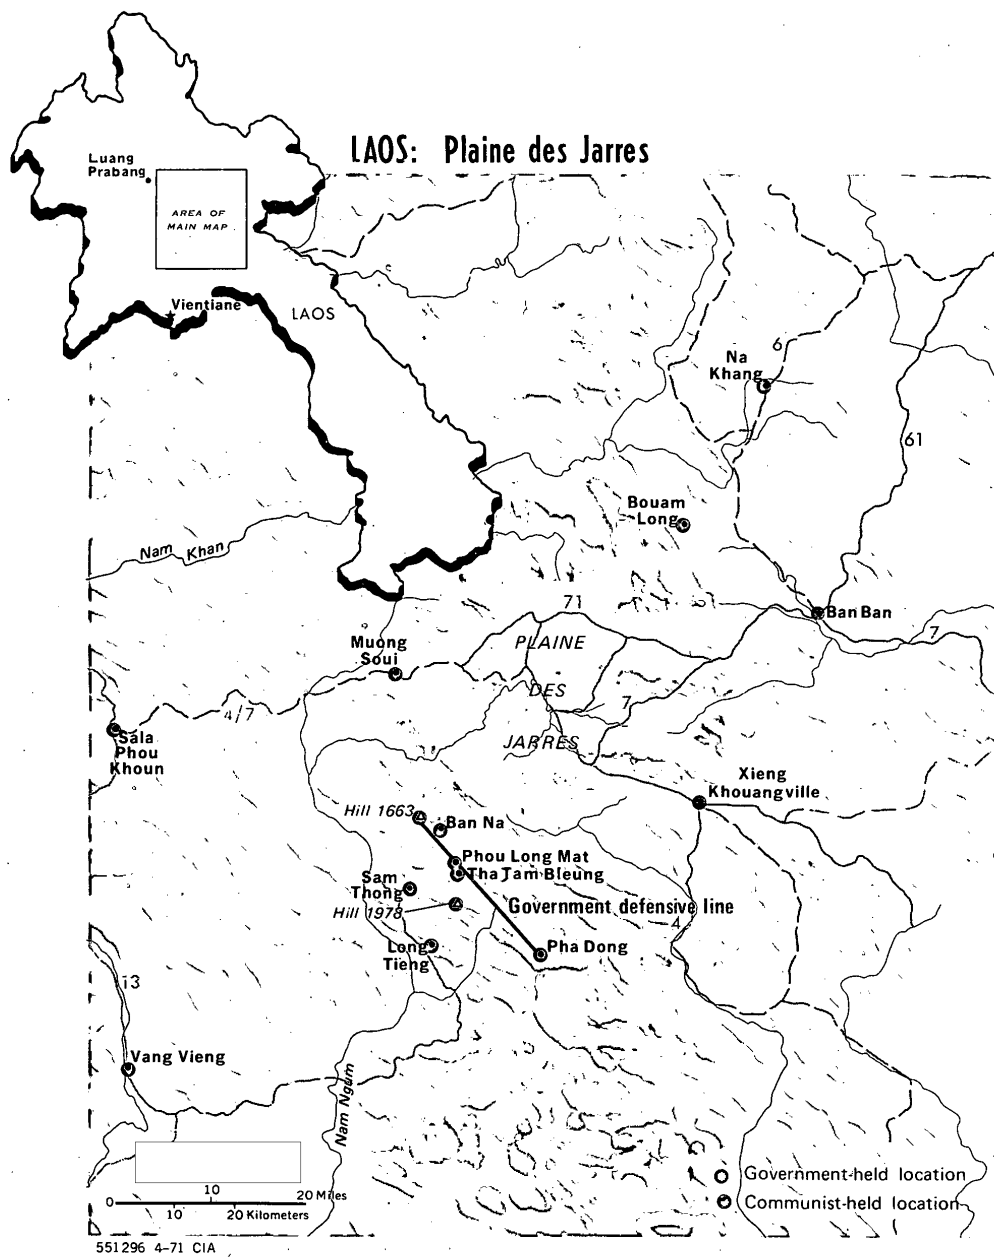 LAOS: Plaine des Jarres
Luang
Prabang
AREA OF
MAIN MAP
Vientiane
LAOS
6
Na
Khang
61
Bouam
Long
Nam Khan
71
Ban Ban
7
Muong
Soui
PLAINE
DES
JARRES
7
4/7
Sala
Phou
Khoun
Xieng
Khouangville
Hill 1663
Ban Na
Phou Long Mat
Tha Tam Bleung
Sam
Thong
Hill 1978
Government defensive line
4
Long
Tieng
Pha Dong
13
Vang Vieng
Nam Ngum
Government-held location
Communist-held location
0 10 20 Miles
10 20 Kilometers
551296 4-71 CIA